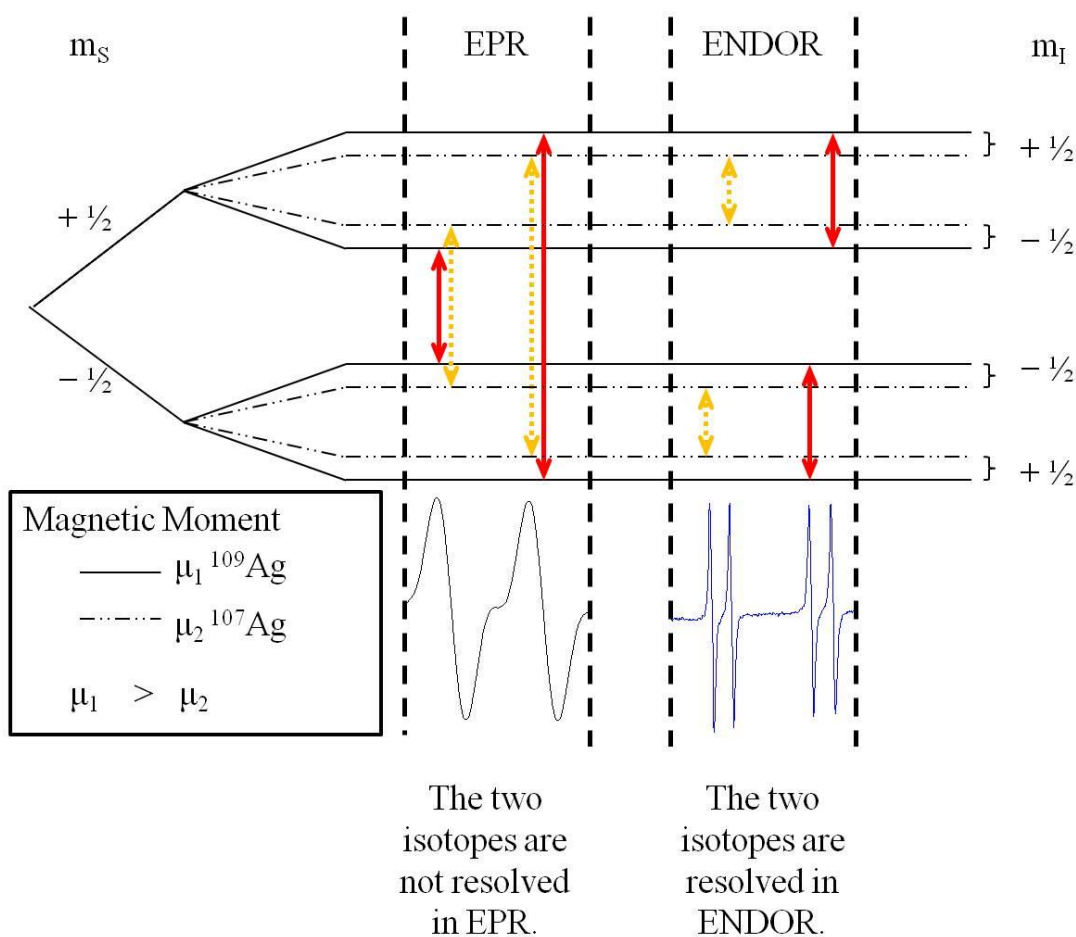 m_S
EPR
ENDOR
m_I
+ ½
+ ½
− ½
− ½
− ½
+ ½
Magnetic Moment
μ₁ ¹⁰⁹Ag
μ₂ ¹⁰⁷Ag
μ₁ > μ₂
The two
isotopes are
not resolved
in EPR.
The two
isotopes are
resolved in
ENDOR.